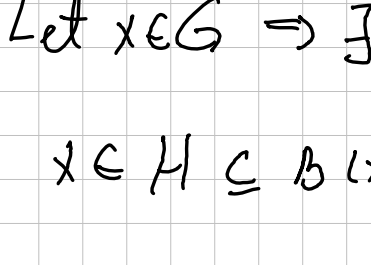 Let x∈G ⇒ ∃
x ∈ H ⊆ B(